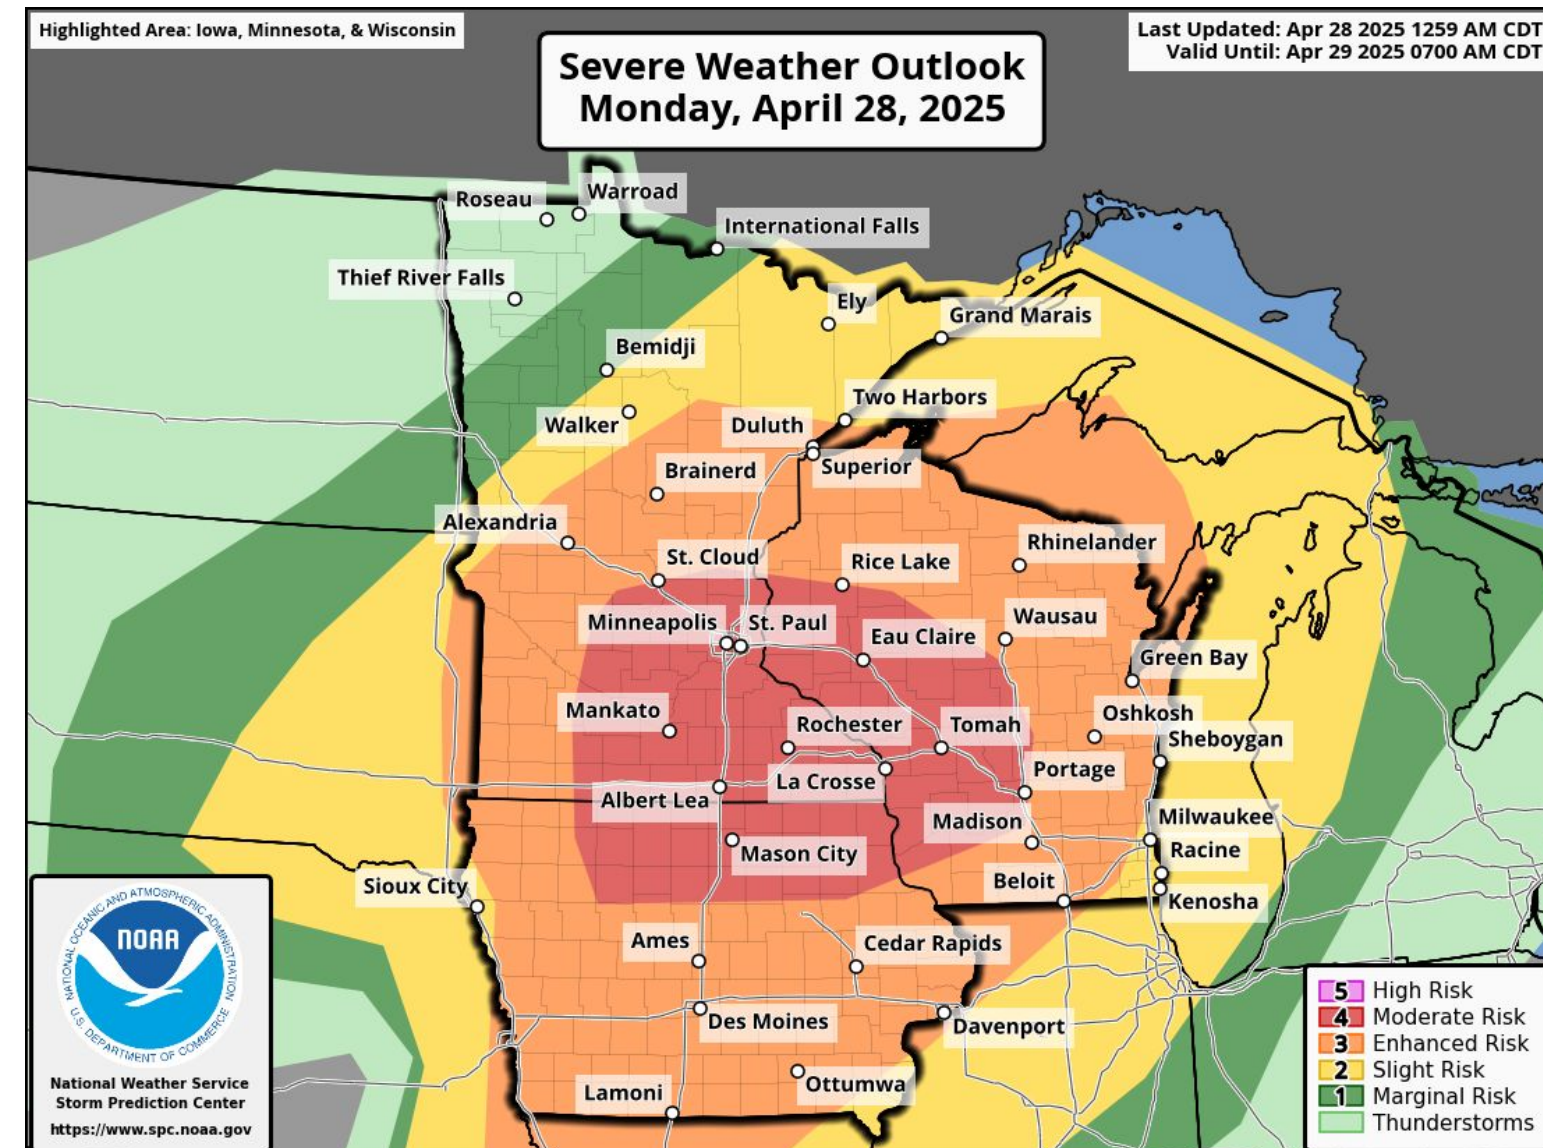 Highlighted Area: Iowa, Minnesota, & Wisconsin
Last Updated: Apr 28 2025 1259 AM CDT
Valid Until: Apr 29 2025 0700 AM CDT
Severe Weather Outlook
Monday, April 28, 2025
Roseau
Warroad
International Falls
Thief River Falls
Ely
Grand Marais
Bemidji
Walker
Two Harbors
Duluth
Superior
Brainerd
Alexandria
St. Cloud
Rice Lake
Rhinelander
Minneapolis
St. Paul
Eau Claire
Wausau
Green Bay
Mankato
Rochester
Tomah
Oshkosh
Sheboygan
La Crosse
Portage
Albert Lea
Madison
Milwaukee
Mason City
Racine
Sioux City
Beloit
Kenosha
Ames
Cedar Rapids
Des Moines
Davenport
Ottumwa
Lamoni
NATIONAL OCEANIC AND ATMOSPHERIC ADMINISTRATION
NOAA
U.S. DEPARTMENT OF COMMERCE
National Weather Service
Storm Prediction Center
https://www.spc.noaa.gov
5 High Risk
4 Moderate Risk
3 Enhanced Risk
2 Slight Risk
1 Marginal Risk
Thunderstorms